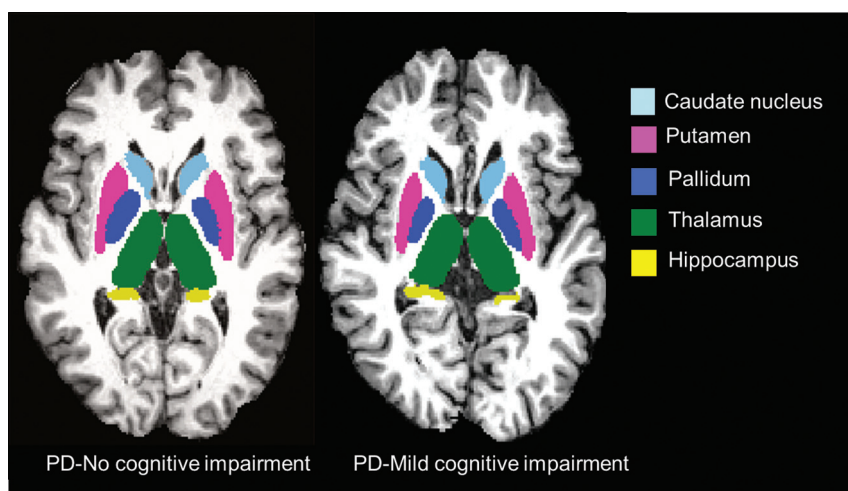 Caudate nucleus
Putamen
Pallidum
Thalamus
Hippocampus
PD-No cognitive impairment
PD-Mild cognitive impairment